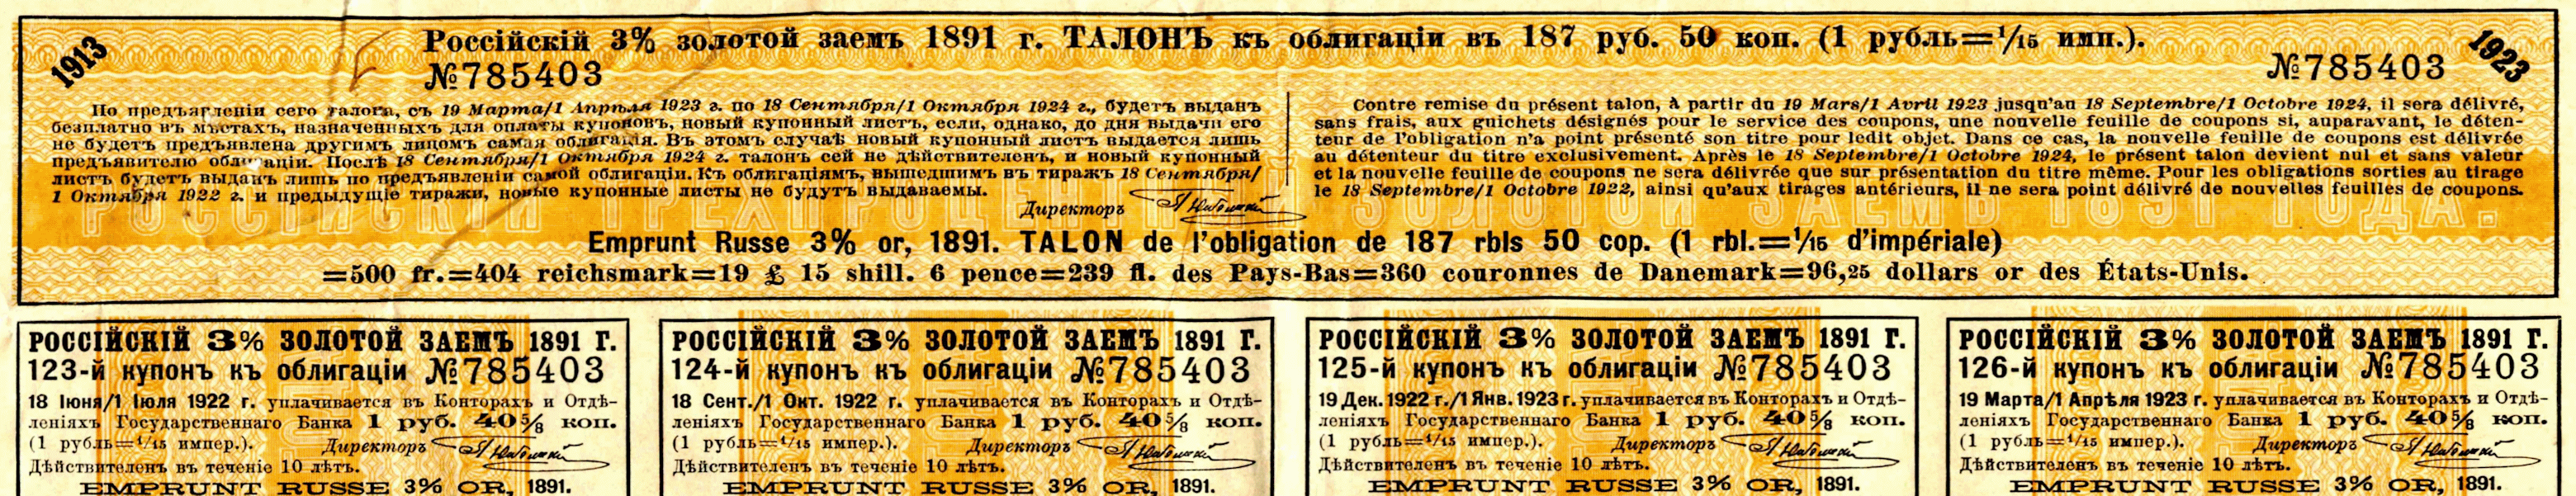 1913
Россійскій 3% золотой заемъ 1891 г. ТАЛОНЪ къ облигаціи въ 187 руб. 50 коп. (1 рубль=1/15 имп.).
1923
№785403
№785403
По предъявленіи сего талона, съ 19 Марта/1 Апрѣля 1923 г. по 18 Сентября/1 Октября 1924 г., будетъ выданъ
безплатно въ мѣстахъ, назначенныхъ для оплаты купоновъ, новый купонный листъ, если, однако, до дня выдачи его
не будетъ предъявлена другимъ лицомъ самая облигація. Въ этомъ случаѣ новый купонный листъ выдается лишь
предъявителю облигаціи. Послѣ 18 Сентября/1 Октября 1924 г. талонъ сей не дѣйствителенъ, и новый купонный
листъ будетъ выданъ лишь по предъявленіи самой облигаціи. Къ облигаціямъ, вышедшимъ въ тиражъ 18 Сентября/
1 Октября 1922 г. и предыдущіе тиражи, новые купонные листы не будутъ выдаваемы.
Директоръ
Contre remise du présent talon, à partir du 19 Mars/1 Avril 1923 jusqu'au 18 Septembre/1 Octobre 1924, il sera délivré,
sans frais, aux guichets désignés pour le service des coupons, une nouvelle feuille de coupons si, auparavant, le déten-
teur de l'obligation n'a point présenté son titre pour ledit objet. Dans ce cas, la nouvelle feuille de coupons est délivrée
au détenteur du titre exclusivement. Après le 18 Septembre/1 Octobre 1924, le présent talon devient nul et sans valeur
et la nouvelle feuille de coupons ne sera délivrée que sur présentation du titre même. Pour les obligations sorties au tirage
le 18 Septembre/1 Octobre 1922, ainsi qu'aux tirages antérieurs, il ne sera point délivré de nouvelles feuilles de coupons.
РОССІЙСКІЙ ЗОЛОТОЙ ЗАЕМЪ 1891 ГОДА.
Emprunt Russe 3% or, 1891. TALON de l'obligation de 187 rbls 50 cop. (1 rbl.=1/15 d'impériale)
=500 fr.=404 reichsmark=19 £ 15 shill. 6 pence=239 fl. des Pays-Bas=360 couronnes de Danemark=96,25 dollars or des États-Unis.
РОССІЙСКІЙ 3% ЗОЛОТОЙ ЗАЕМЪ 1891 Г.
123-й купонъ къ облигаціи №785403
18 Іюня/1 Іюля 1922 г. уплачивается въ Конторахъ и Отдѣ-
леніяхъ Государственнаго Банка 1 руб. 40 5/8 коп.
(1 рубль=1/15 импер.). Директоръ
Дѣйствителенъ въ теченіе 10 лѣтъ.
EMPRUNT RUSSE 3% OR, 1891.
РОССІЙСКІЙ 3% ЗОЛОТОЙ ЗАЕМЪ 1891 Г.
124-й купонъ къ облигаціи №785403
18 Сент./1 Окт. 1922 г. уплачивается въ Конторахъ и Отдѣ-
леніяхъ Государственнаго Банка 1 руб. 40 5/8 коп.
(1 рубль=1/15 импер.). Директоръ
Дѣйствителенъ въ теченіе 10 лѣтъ.
EMPRUNT RUSSE 3% OR, 1891.
РОССІЙСКІЙ 3% ЗОЛОТОЙ ЗАЕМЪ 1891 Г.
125-й купонъ къ облигаціи №785403
19 Дек. 1922 г./1 Янв. 1923 г. уплачивается въ Конторахъ и Отдѣ-
леніяхъ Государственнаго Банка 1 руб. 40 5/8 коп.
(1 рубль=1/15 импер.). Директоръ
Дѣйствителенъ въ теченіе 10 лѣтъ.
EMPRUNT RUSSE 3% OR, 1891.
РОССІЙСКІЙ 3% ЗОЛОТОЙ ЗАЕМЪ 1891 Г.
126-й купонъ къ облигаціи №785403
19 Марта/1 Апрѣля 1923 г. уплачивается въ Конторахъ и Отдѣ-
леніяхъ Государственнаго Банка 1 руб. 40 5/8 коп.
(1 рубль=1/15 импер.). Директоръ
Дѣйствителенъ въ теченіе 10 лѣтъ.
EMPRUNT RUSSE 3% OR, 1891.